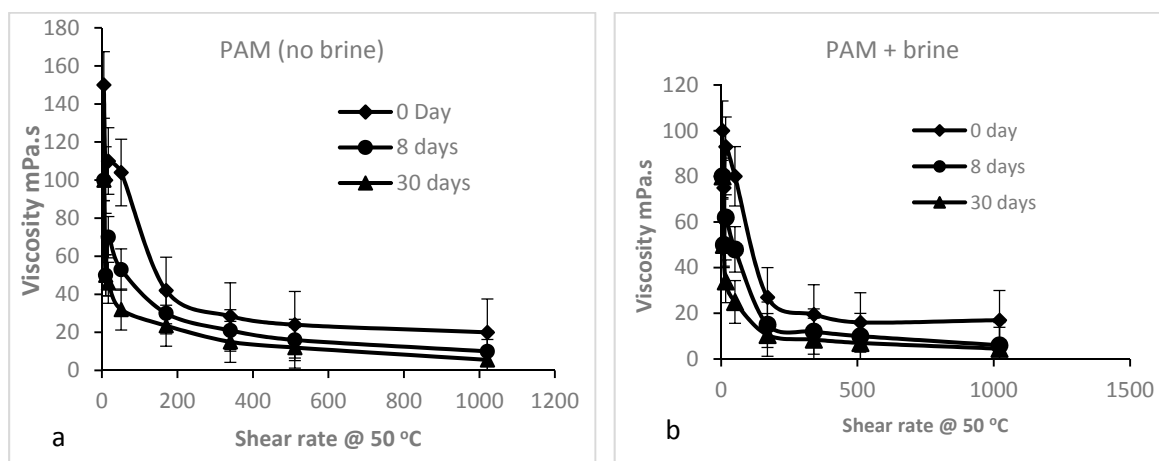 PAM (no brine)
180
160
140
120
100
80
60
40
20
0
Viscosity mPa.s
0 Day
8 days
30 days
0 200 400 600 800 1000 1200
Shear rate @ 50 °C
a
PAM + brine
120
100
80
60
40
20
0
Viscosity mPa.s
0 day
8 days
30 days
0 500 1000 1500
Shear rate @ 50 °C
b